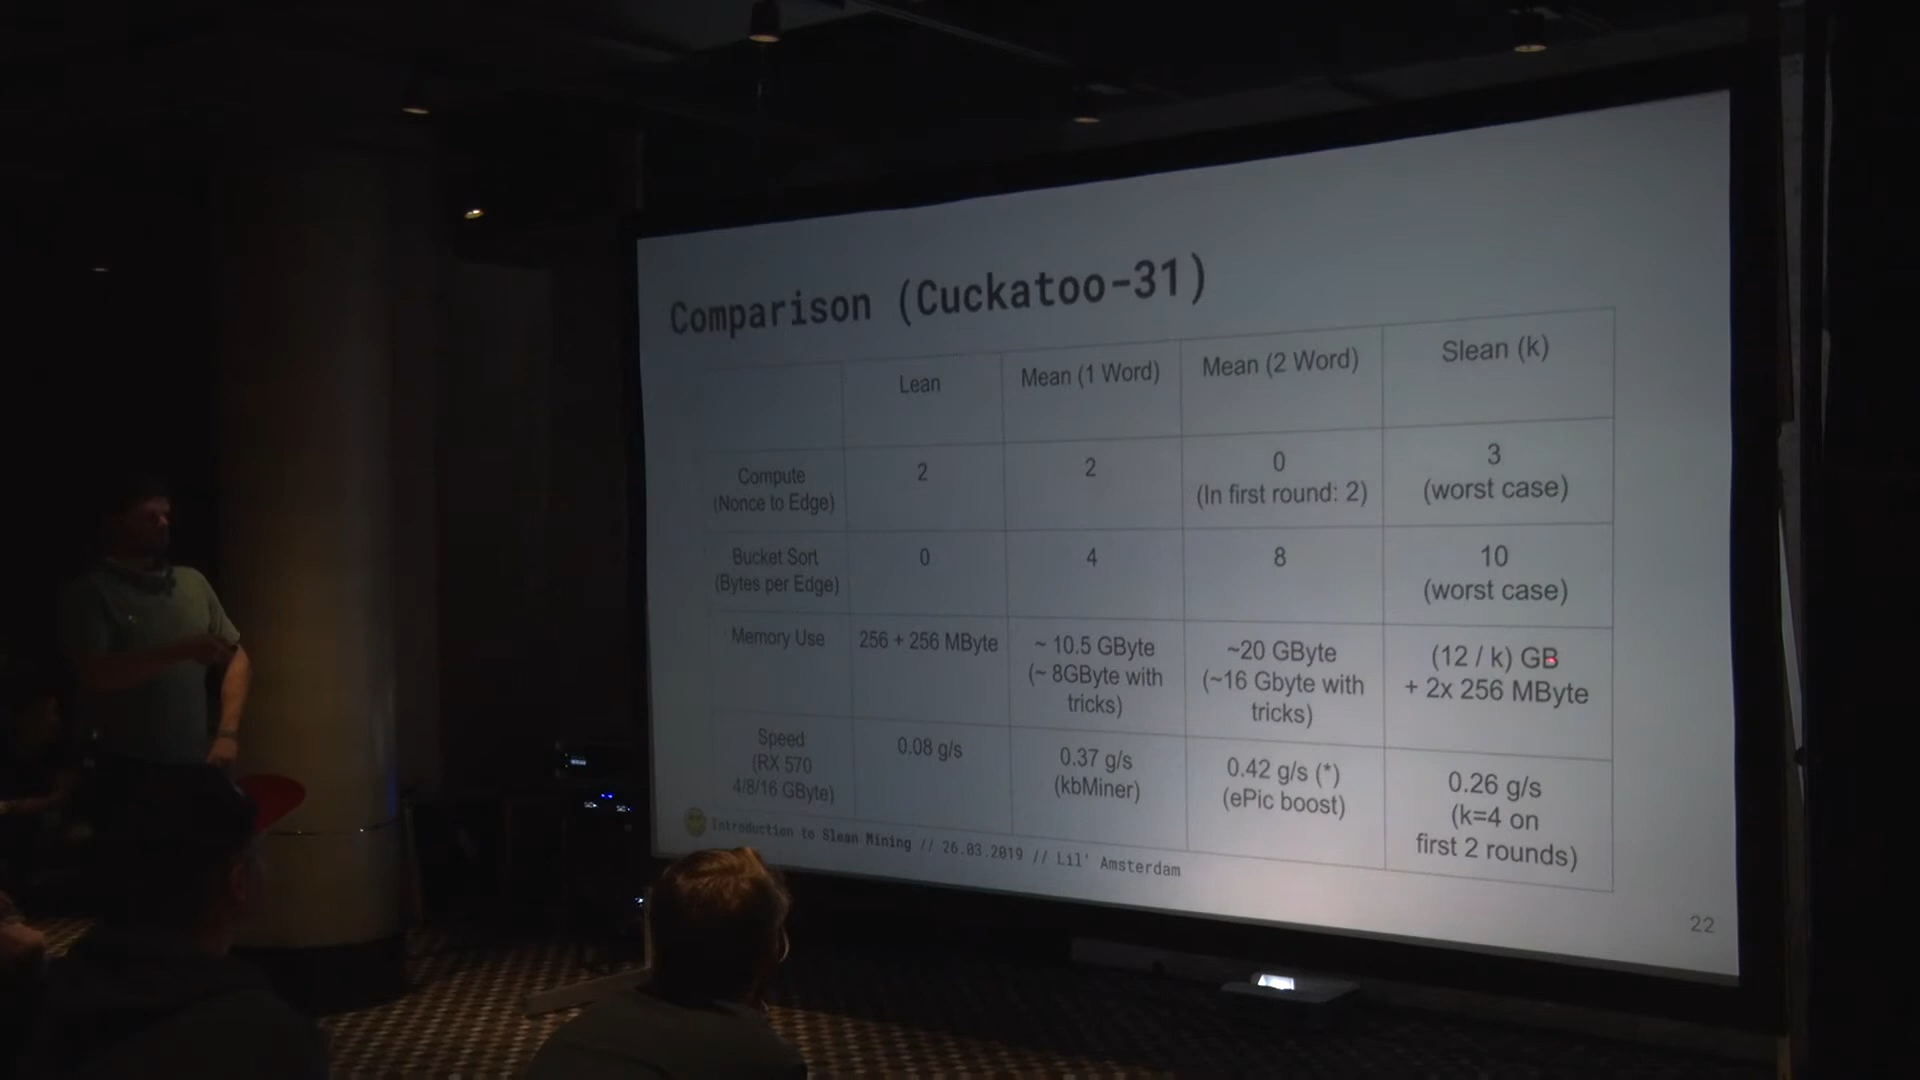 Comparison (Cuckatoo-31)
Lean
Mean (1 Word)
Mean (2 Word)
Slean (k)
Compute
(Nonce to Edge)
2
2
0
(In first round: 2)
3
(worst case)
Bucket Sort
(Bytes per Edge)
0
4
8
10
(worst case)
Memory Use
256 + 256 MByte
~ 10.5 GByte
(~ 8GByte with
tricks)
~20 GByte
(~16 Gbyte with
tricks)
(12 / k) GB
+ 2x 256 MByte
Speed
(RX 570
4/8/16 GByte)
0.08 g/s
0.37 g/s
(kbMiner)
0.42 g/s (*)
(ePic boost)
0.26 g/s
(k=4 on
first 2 rounds)
Introduction to Slean Mining // 26.03.2019 // Lil' Amsterdam
22